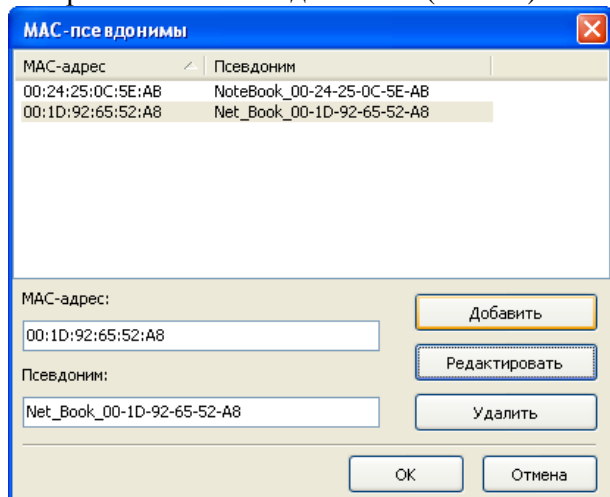 МАС-псевдонимы
МАС-адрес Псевдоним
00:24:25:0C:5E:AB NoteBook_00-24-25-0C-5E-AB
00:1D:92:65:52:A8 Net_Book_00-1D-92-65-52-A8
МАС-адрес:
Добавить
00:1D:92:65:52:A8
Редактировать
Псевдоним:
Net_Book_00-1D-92-65-52-A8
Удалить
OK Отмена